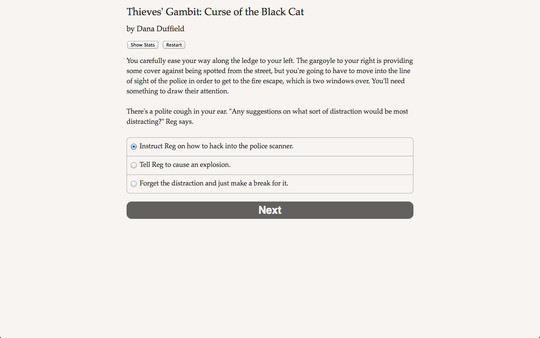 Thieves' Gambit: Curse of the Black Cat
by Dana Duffield
Show Stats Restart
You carefully ease your way along the ledge to your left. The gargoyle to your right is providing
some cover against being spotted from the street, but you're going to have to move into the line
of sight of the police in order to get to the fire escape, which is two windows over. You'll need
something to draw their attention.
There's a polite cough in your ear. "Any suggestions on what sort of distraction would be most
distracting?" Reg says.
Instruct Reg on how to hack into the police scanner.
Tell Reg to cause an explosion.
Forget the distraction and just make a break for it.
Next